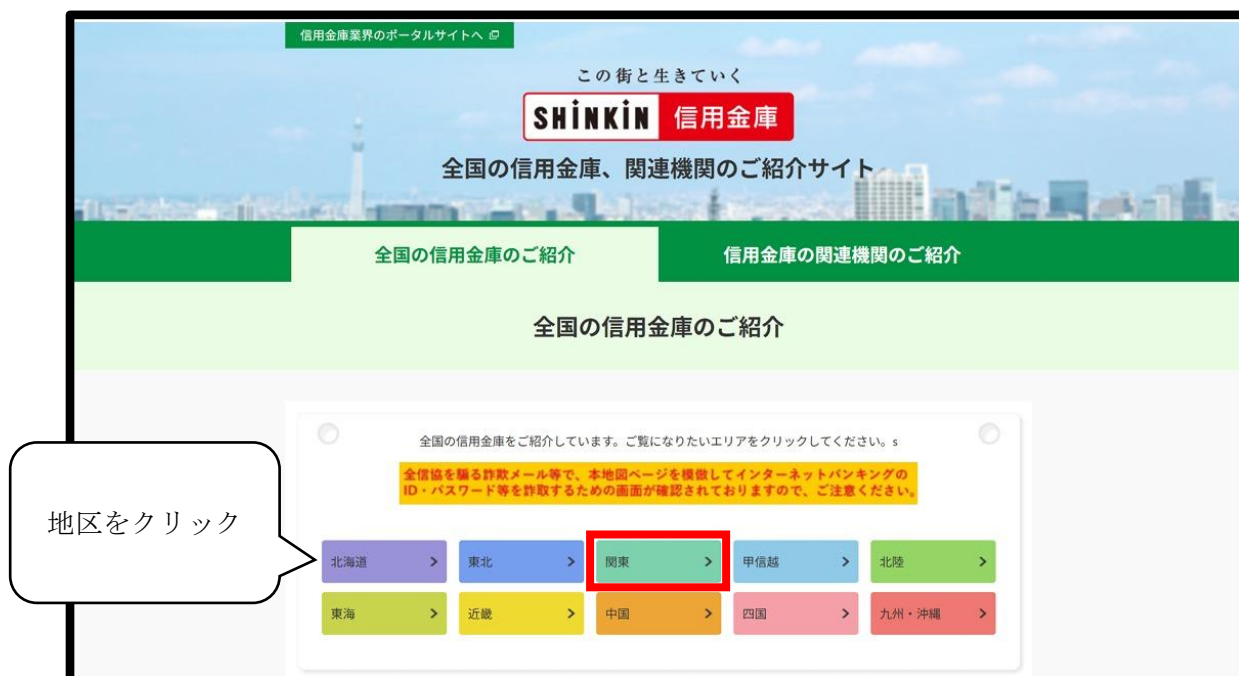 信用金庫業界のポータルサイトへ
この街と生きていく
SHINKIN 信用金庫
全国の信用金庫、関連機関のご紹介サイト
全国の信用金庫のご紹介 信用金庫の関連機関のご紹介
全国の信用金庫のご紹介
全国の信用金庫をご紹介しています。ご覧になりたいエリアをクリックしてください。s
全信協を騙る詐欺メール等で、本地図ページを模倣してインターネットバンキングの
ID・パスワード等を詐取するための画面が確認されておりますので、ご注意ください。
地区をクリック
北海道 東北 関東 甲信越 北陸
東海 近畿 中国 四国 九州・沖縄